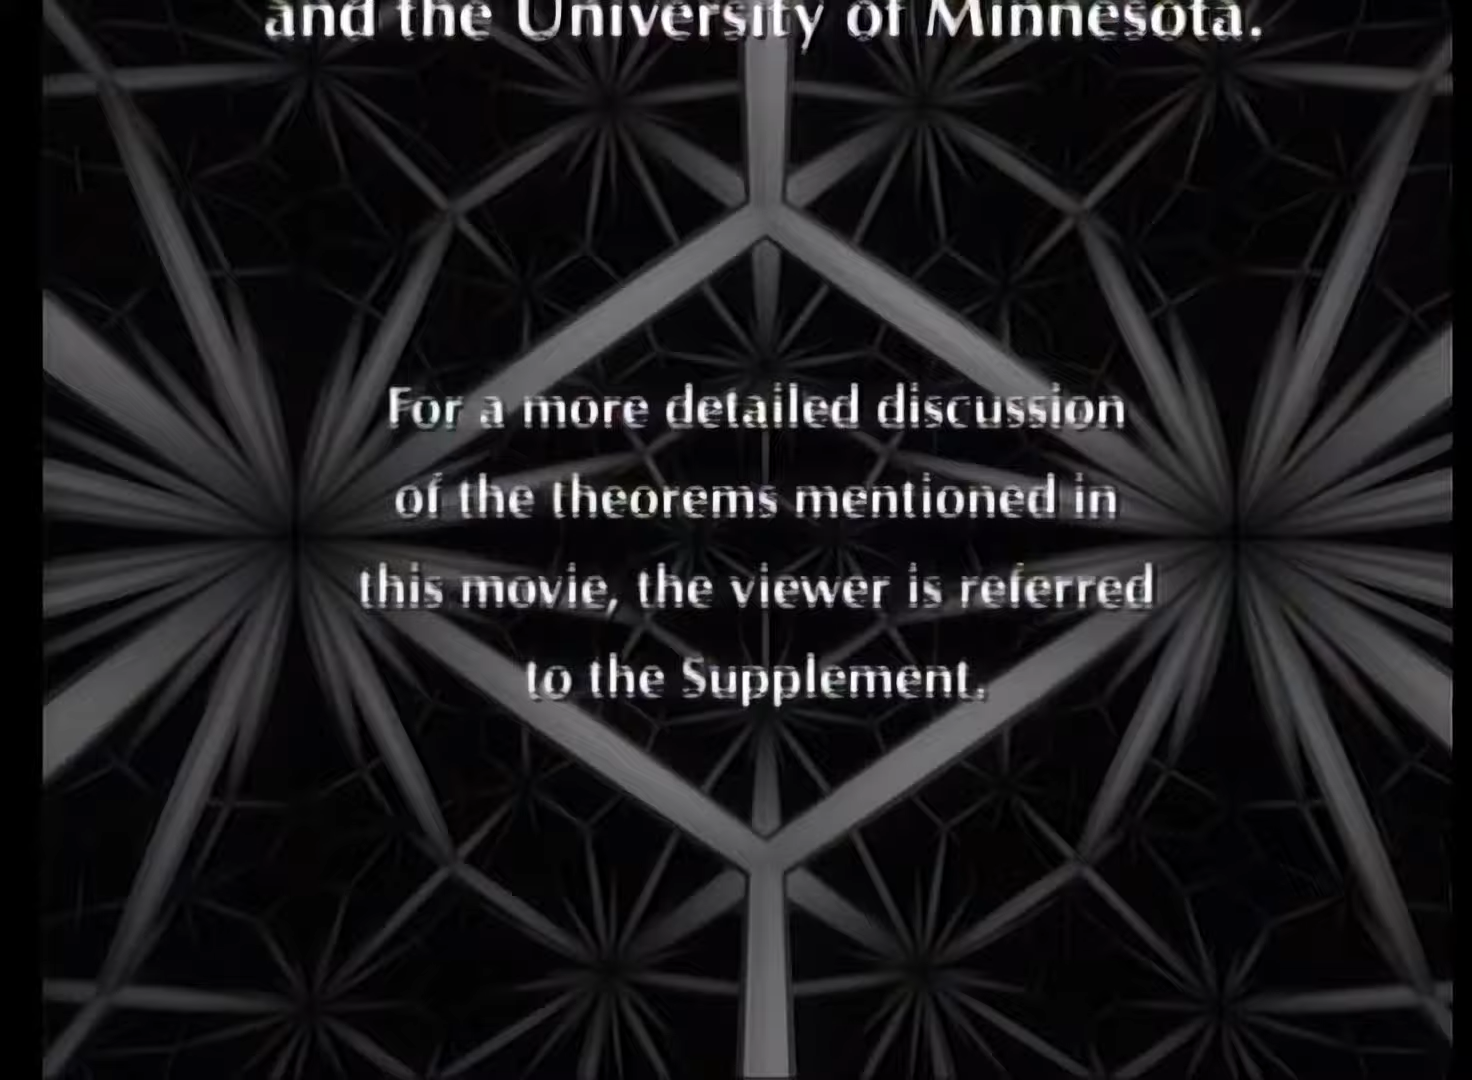 and the University of Minnesota.
For a more detailed discussion
of the theorems mentioned in
this movie, the viewer is referred
to the Supplement.